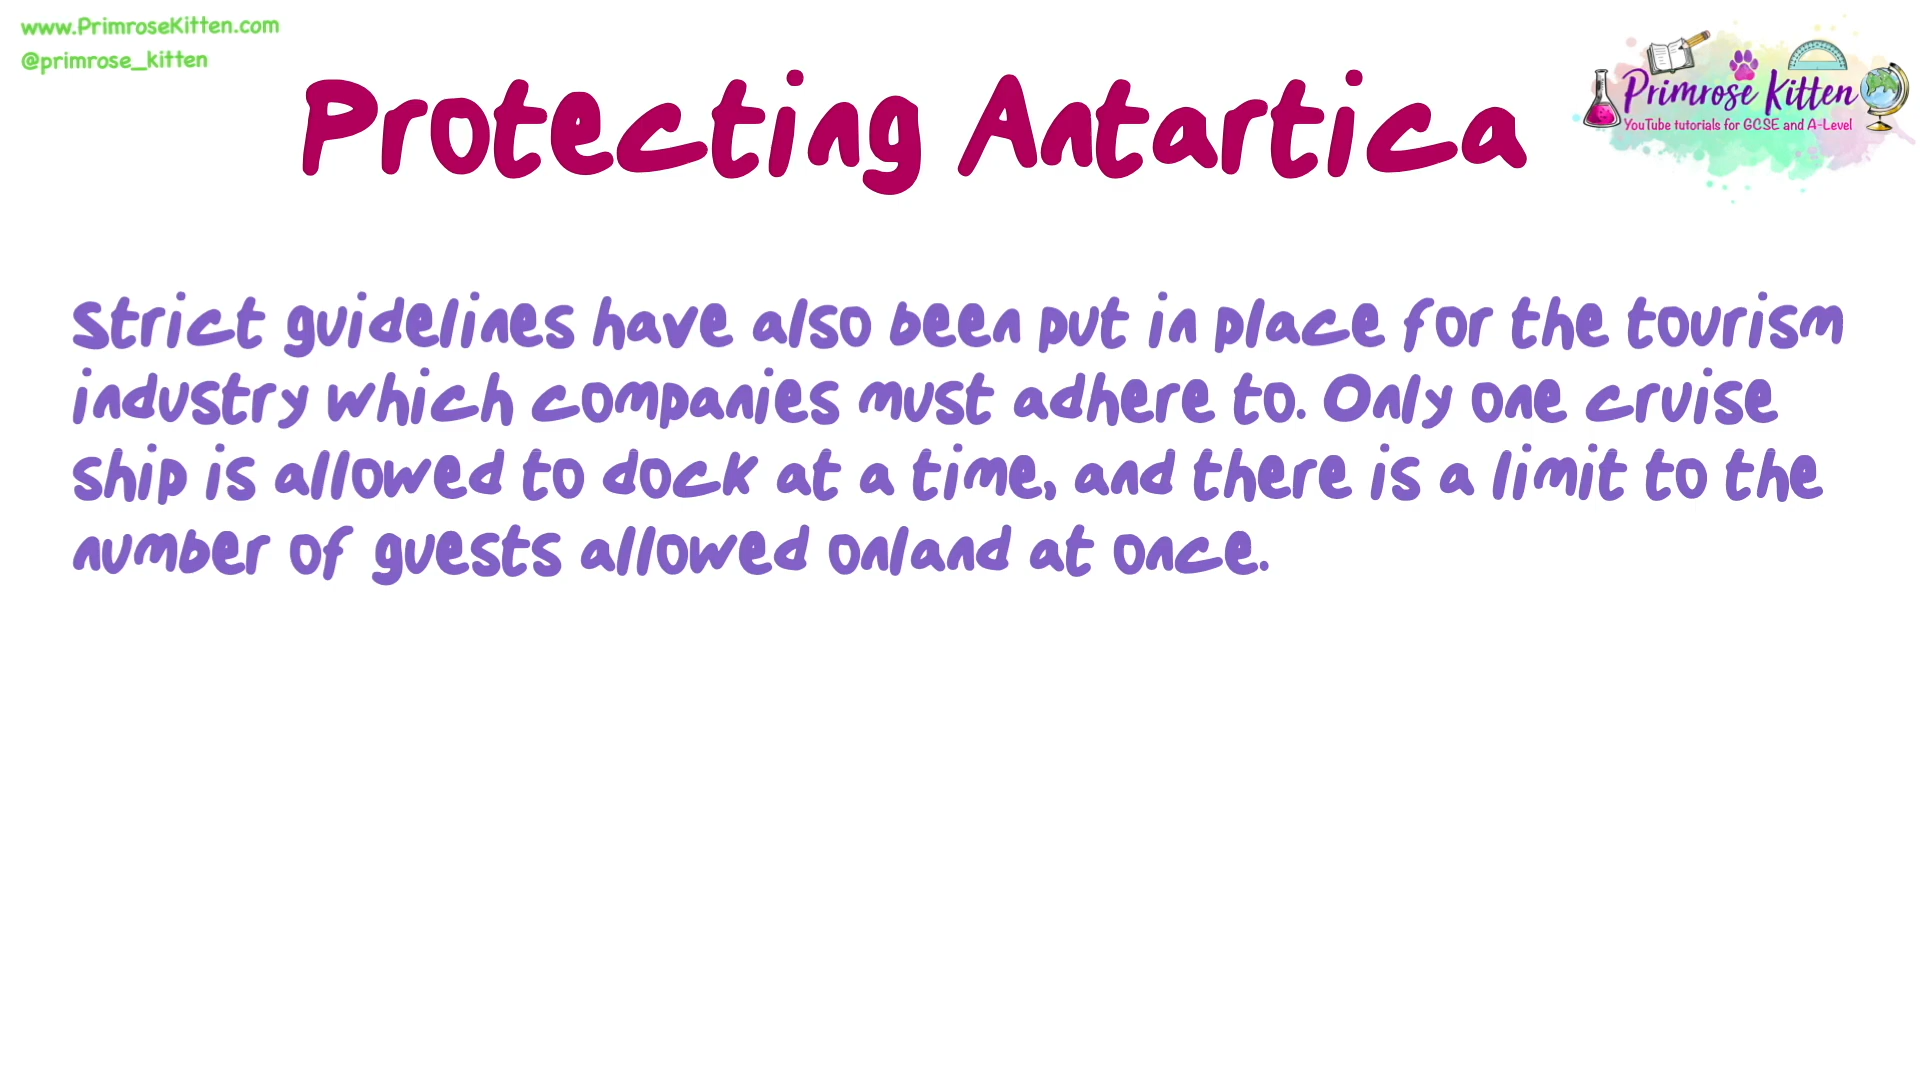 www.PrimroseKitten.com
@primrose_kitten
Protecting Antartica
Primrose Kitten
YouTube tutorials for GCSE and A-Level
Strict guidelines have also been put in place for the tourism
industry which companies must adhere to. Only one cruise
ship is allowed to dock at a time, and there is a limit to the
number of guests allowed onland at once.